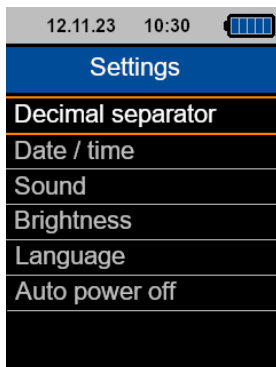 12.11.23 10:30
Settings
Decimal separator
Date / time
Sound
Brightness
Language
Auto power off